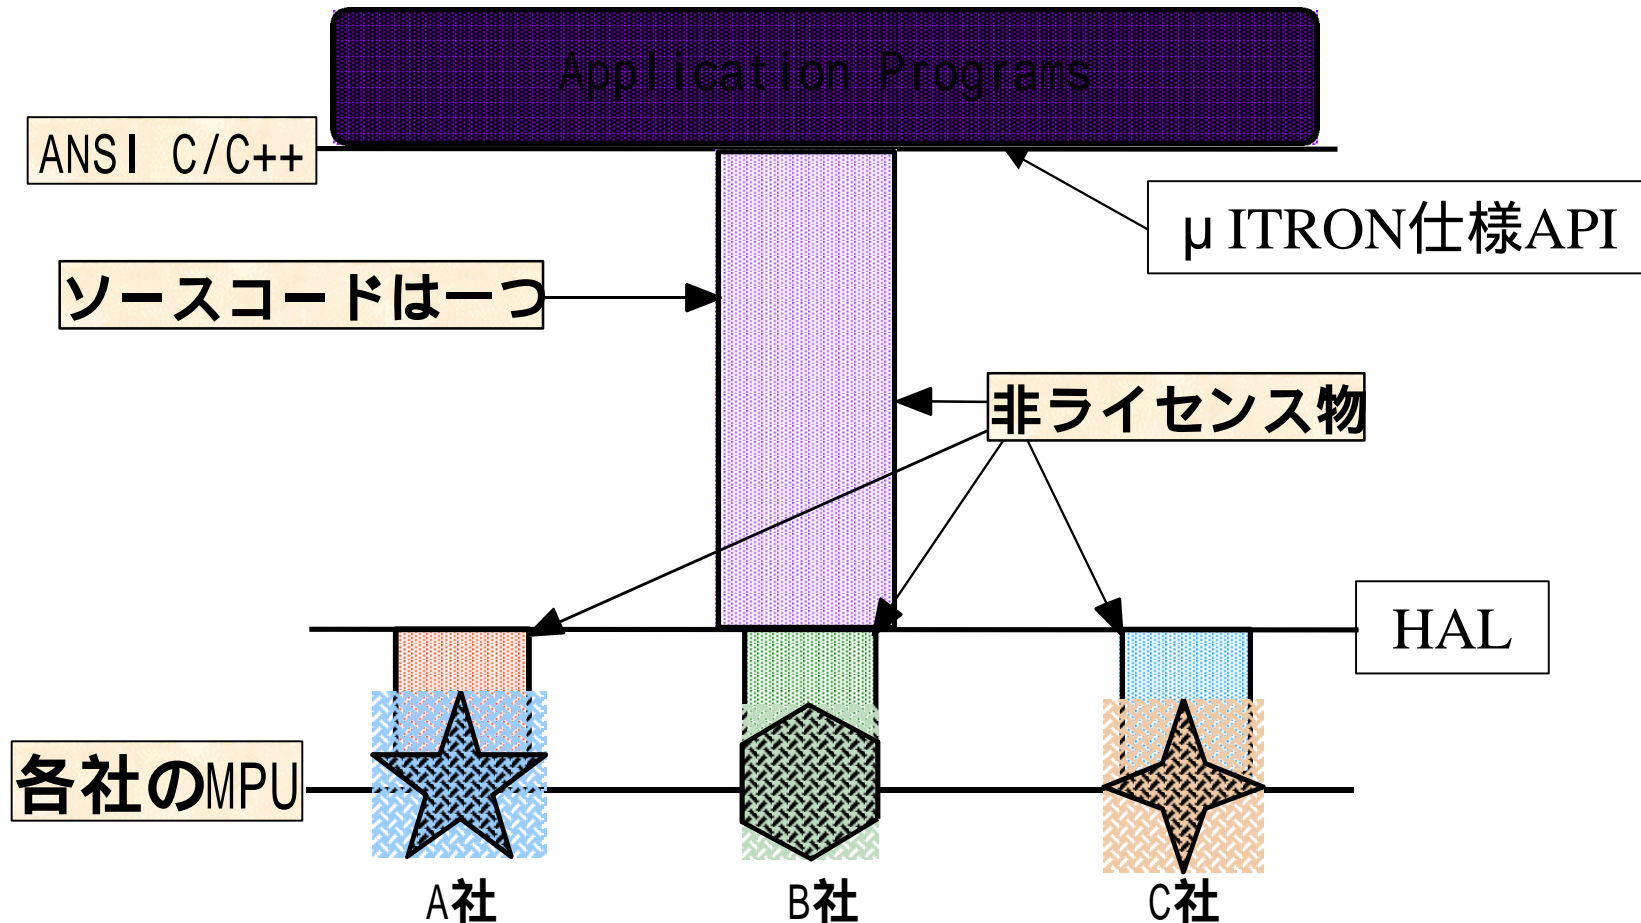 Application Programs
ANSI C/C++
μITRON仕様API
ソースコードは一つ
非ライセンス物
HAL
各社のMPU
A社
B社
C社